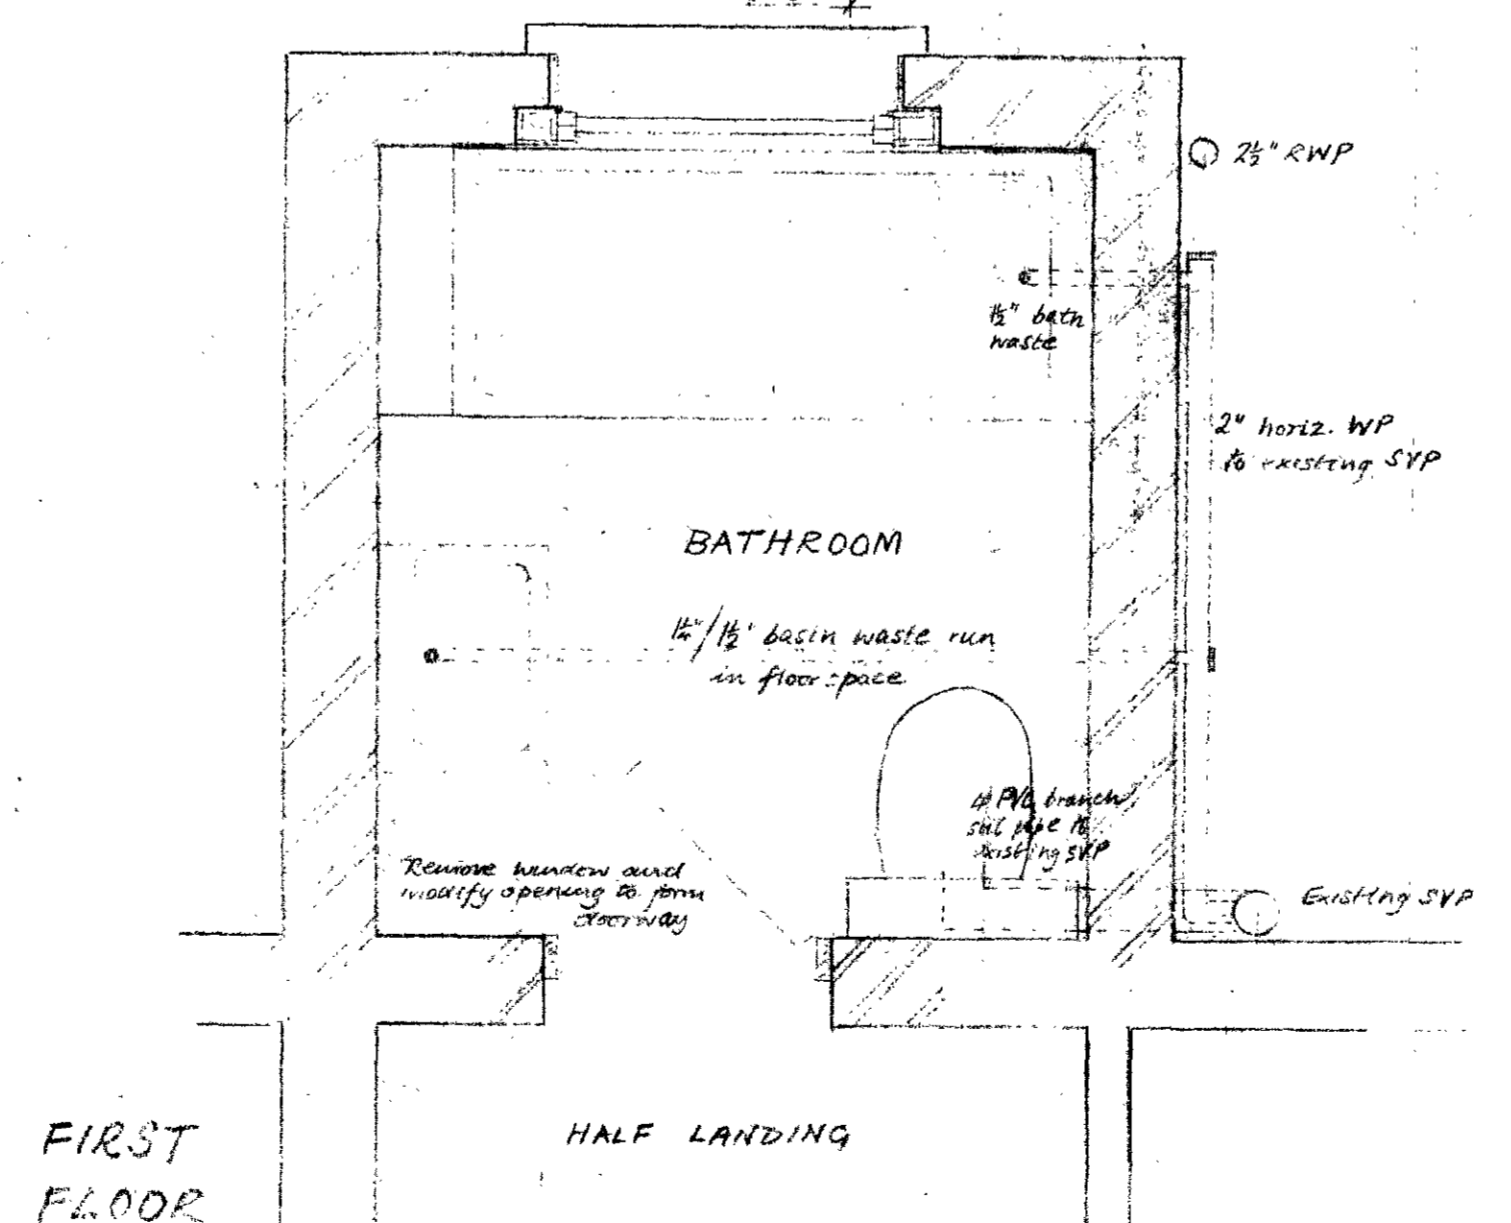 2½" RWP
1½" bath
waste
2" horiz. WP
to existing SVP
BATHROOM
1¼"/1½" basin waste run
in floor space
4" PVC branch
soil pipe to
existing SVP
Remove window and
modify opening to form
doorway
Existing SVP
HALF LANDING
FIRST
FLOOR